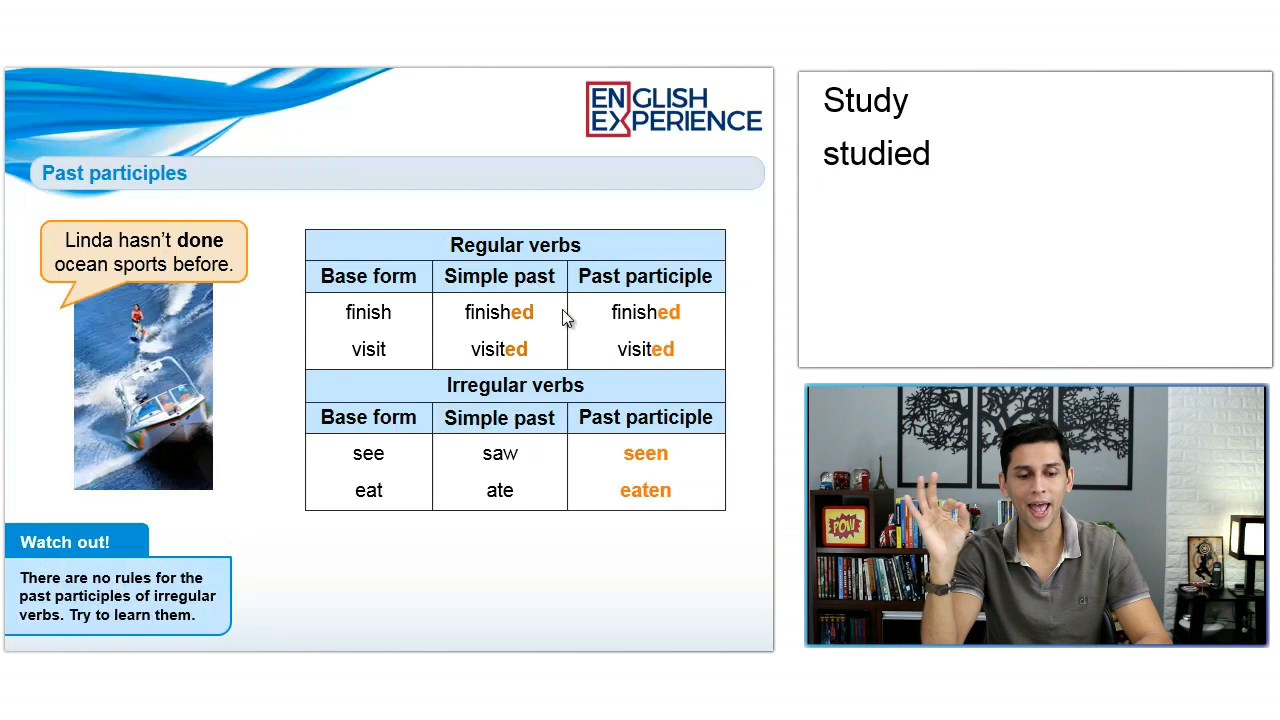 ENGLISH
EXPERIENCE
Past participles
Linda hasn't done
ocean sports before.
Regular verbs
Base form Simple past Past participle
finish finished finished
visit visited visited
Irregular verbs
Base form Simple past Past participle
see saw seen
eat ate eaten
Watch out!
There are no rules for the
past participles of irregular
verbs. Try to learn them.
Study
studied
POW